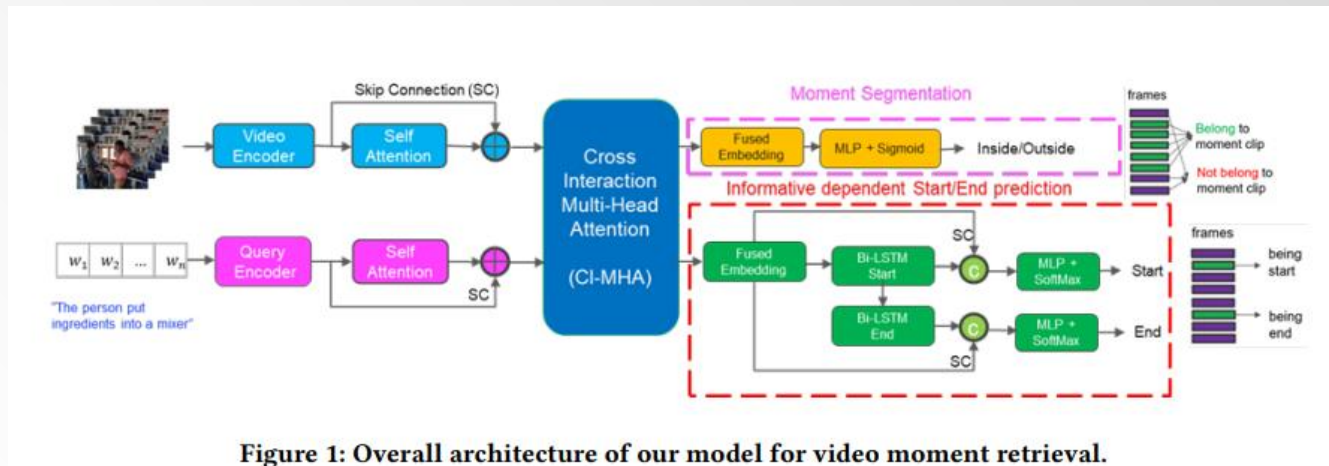 Skip Connection (SC)
Video
Encoder
Self
Attention
w₁ w₂ ... wₙ
Query
Encoder
Self
Attention
SC
"The person put
ingredients into a mixer"
Cross
Interaction
Multi-Head
Attention
(CI-MHA)
Moment Segmentation
Fused
Embedding
MLP + Sigmoid
Inside/Outside
frames
Belong to
moment clip
Not belong to
moment clip
Informative dependent Start/End prediction
Fused
Embedding
Bi-LSTM
Start
SC
C
MLP +
SoftMax
Start
Bi-LSTM
End
C
MLP +
SoftMax
End
SC
frames
being
start
being
end
Figure 1: Overall architecture of our model for video moment retrieval.